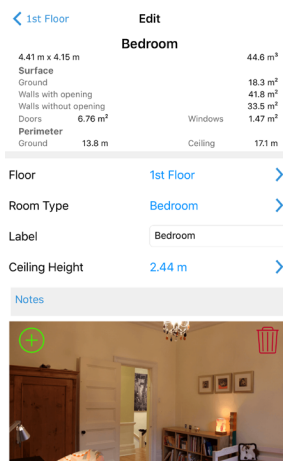 1st Floor Edit
Bedroom
4.41 m x 4.15 m 44.6 m³
Surface
Ground 18.3 m²
Walls with opening 41.8 m²
Walls without opening 33.5 m²
Doors 6.76 m² Windows 1.47 m²
Perimeter
Ground 13.8 m Ceiling 17.1 m
Floor 1st Floor
Room Type Bedroom
Label Bedroom
Ceiling Height 2.44 m
Notes